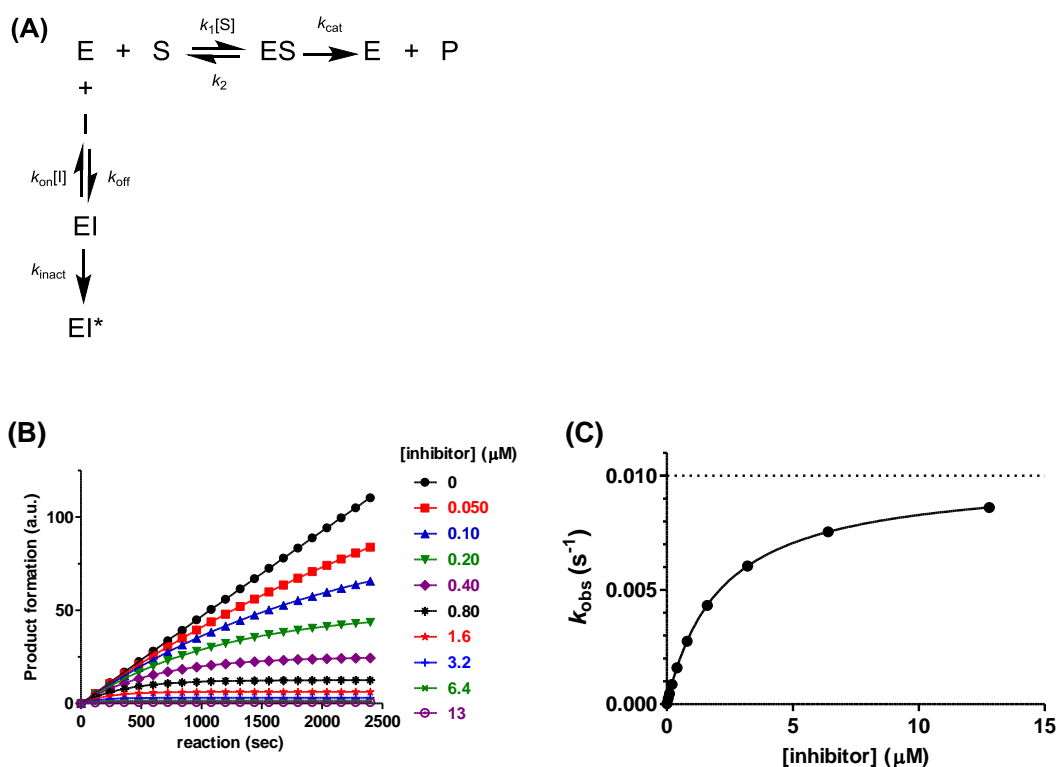 (A)
k1[S]
kcat
E + S ES E + P
k2
+
I
kon[I]
koff
EI
kinact
EI*
(B)
[inhibitor] (μM)
0
0.050
0.10
0.20
0.40
0.80
1.6
3.2
6.4
13
Product formation (a.u.)
100
50
0
0 500 1000 1500 2000 2500
reaction (sec)
(C)
kobs (s-1)
0.010
0.005
0.000
0 5 10 15
[inhibitor] μM